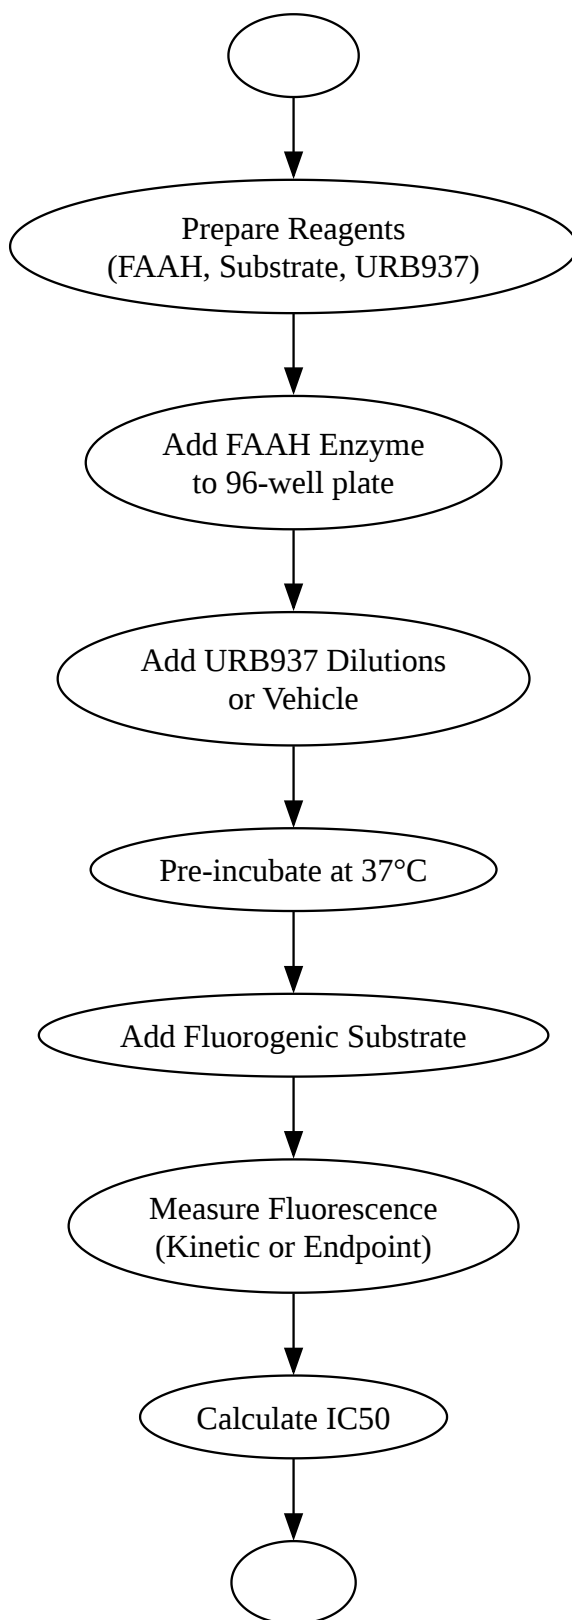 Prepare Reagents
(FAAH, Substrate, URB937)
Add FAAH Enzyme
to 96-well plate
Add URB937 Dilutions
or Vehicle
Pre-incubate at 37°C
Add Fluorogenic Substrate
Measure Fluorescence
(Kinetic or Endpoint)
Calculate IC50